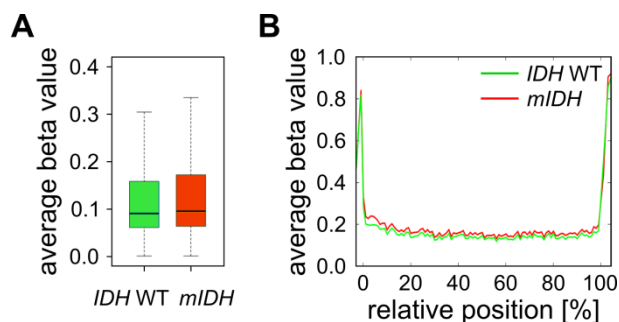 A
average beta value
0.4
0.3
0.2
0.1
0.0
IDH WT mIDH
B
average beta value
1.0
0.8
0.6
0.4
0.2
0.0
IDH WT
mIDH
0 20 40 60 80 100
relative position [%]